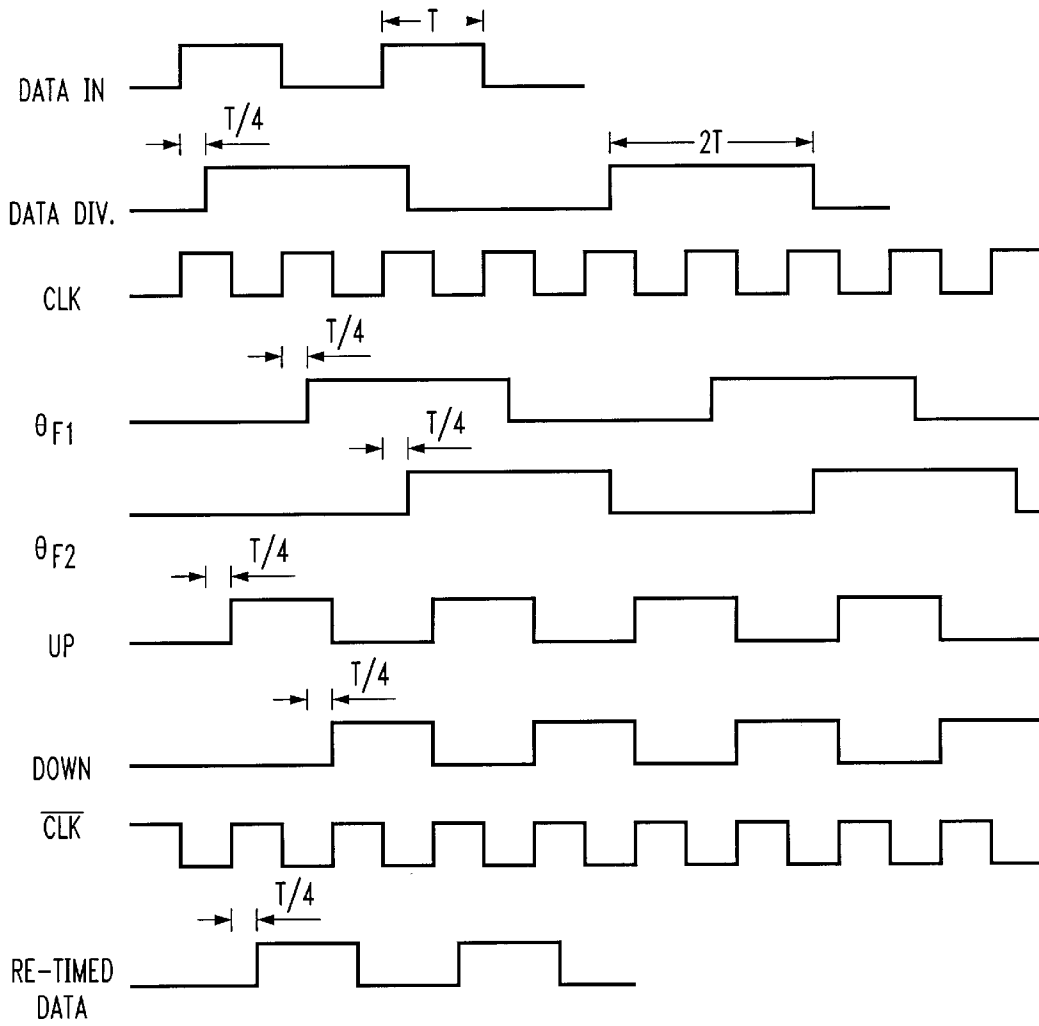 T
DATA IN
T/4
2T
DATA DIV.
CLK
T/4
θF1
T/4
θF2
T/4
UP
T/4
DOWN
C̅L̅K̅
T/4
RE-TIMED
DATA